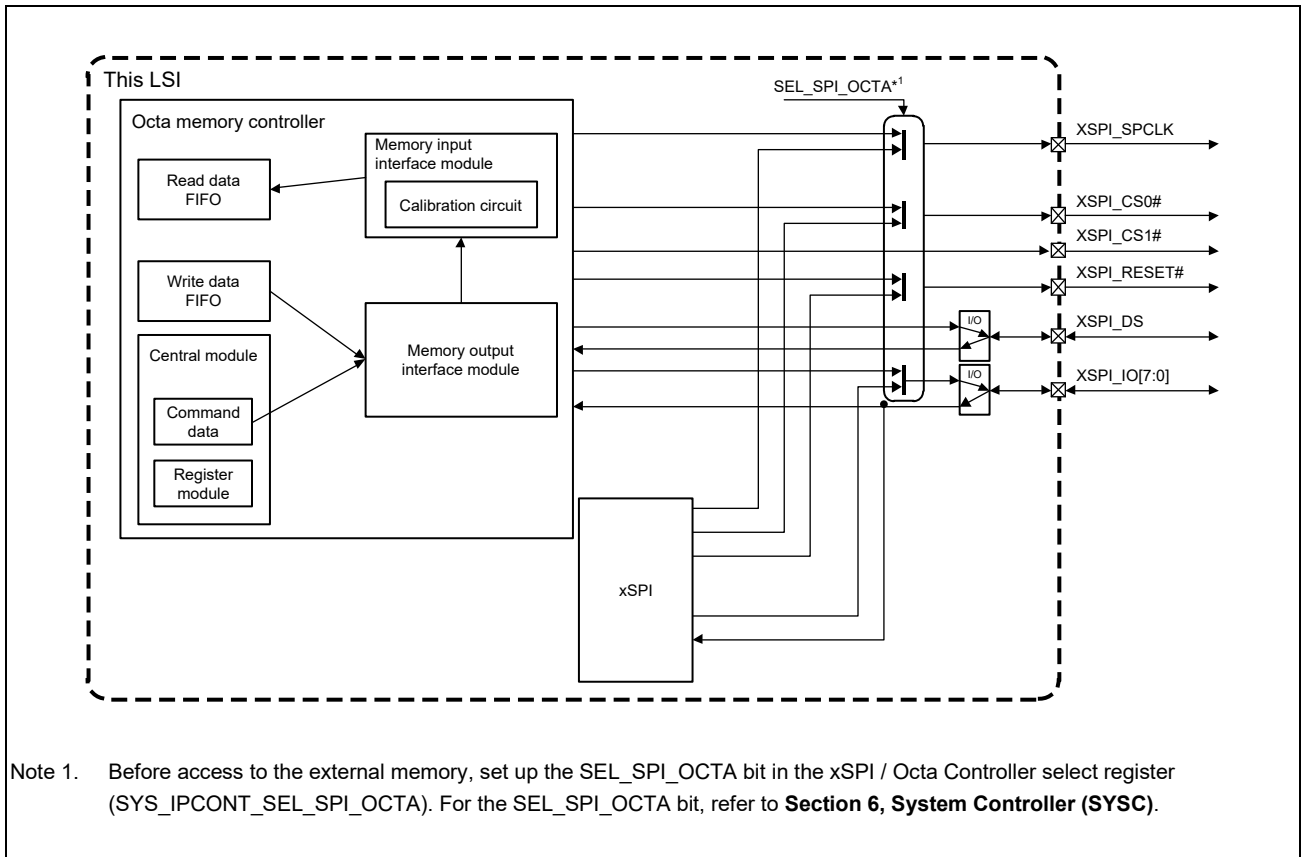 This LSI
SEL_SPI_OCTA*1
Octa memory controller
Memory input
interface module
Calibration circuit
Read data
FIFO
Write data
FIFO
Central module
Command
data
Register
module
Memory output
interface module
xSPI
I/O
I/O
XSPI_SPCLK
XSPI_CS0#
XSPI_CS1#
XSPI_RESET#
XSPI_DS
XSPI_IO[7:0]
Note 1. Before access to the external memory, set up the SEL_SPI_OCTA bit in the xSPI / Octa Controller select register
(SYS_IPCONT_SEL_SPI_OCTA). For the SEL_SPI_OCTA bit, refer to Section 6, System Controller (SYSC).